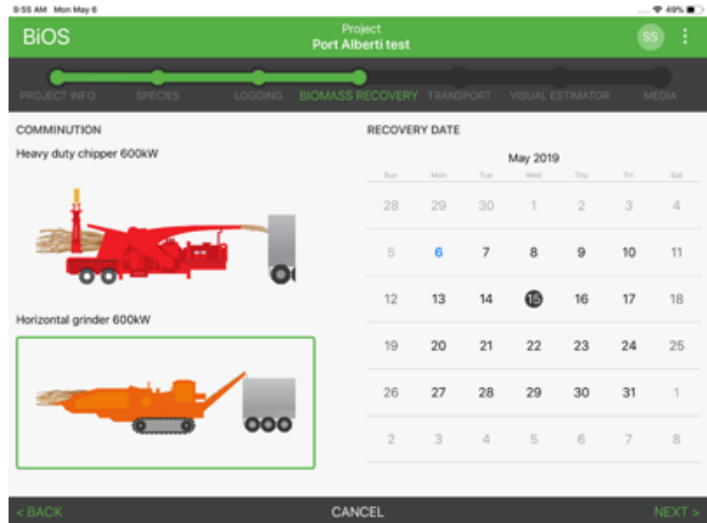 9:55 AM Mon May 6
49%
BiOS
Project
Port Alberti test
SS
PROJECT INFO SPECIES LOGGING BIOMASS RECOVERY TRANSPORT VISUAL ESTIMATOR MEDIA
COMMINUTION
Heavy duty chipper 600kW
Horizontal grinder 600kW
RECOVERY DATE
May 2019
Sun Mon Tue Wed Thu Fri Sat
28 29 30 1 2 3 4
5 6 7 8 9 10 11
12 13 14 15 16 17 18
19 20 21 22 23 24 25
26 27 28 29 30 31 1
2 3 4 5 6 7 8
< BACK CANCEL NEXT >